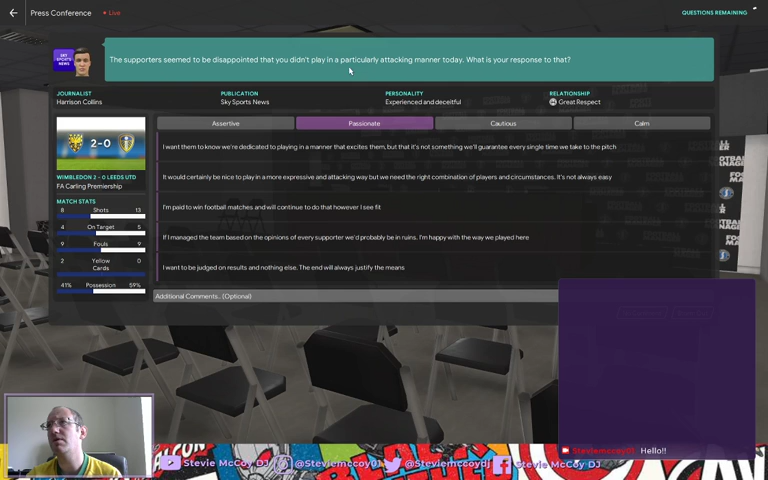 Press Conference
Live
QUESTIONS REMAINING
SKY SPORTS NEWS
The supporters seemed to be disappointed that you didn't play in a particularly attacking manner today. What is your response to that?
JOURNALIST
Harrison Collins
PUBLICATION
Sky Sports News
PERSONALITY
Experienced and deceitful
RELATIONSHIP
Great Respect
2-0
WIMBLEDON 2 - 0 LEEDS UTD
FA Carling Premiership
MATCH STATS
8 Shots 13
4 On Target 5
9 Fouls 9
2 Yellow Cards 0
41% Possession 59%
Assertive
Passionate
Cautious
Calm
I want them to know we're dedicated to playing in a manner that excites them, but that it's not something we'll guarantee every single time we take to the pitch
It would certainly be nice to play in a more expressive and attacking way but we need the right combination of players and circumstances. It's not always easy
I'm paid to win football matches and will continue to do that however I see fit
If I managed the team based on the opinions of every supporter we'd probably be in ruins. I'm happy with the way we played here
I want to be judged on results and nothing else. The end will always justify the means
Additional Comments.. (Optional)
Steviemccoy01 Hello!!
Stevie McCoy DJ
@Steviemccoy01
@Steviemccoydj
Stevie McCoy DJ